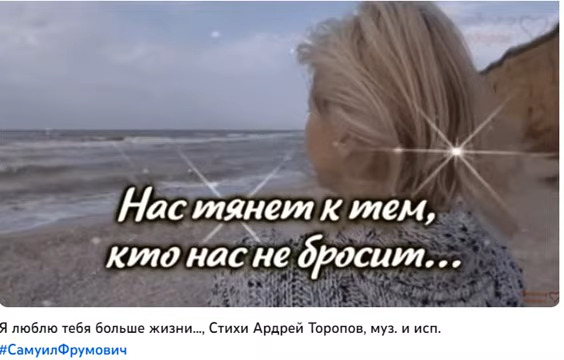 Нас тянет к тем,
кто нас не бросит...
Я люблю тебя больше жизни..., Стихи Ардрей Торопов, муз. и исп.
#СамуилФрумович